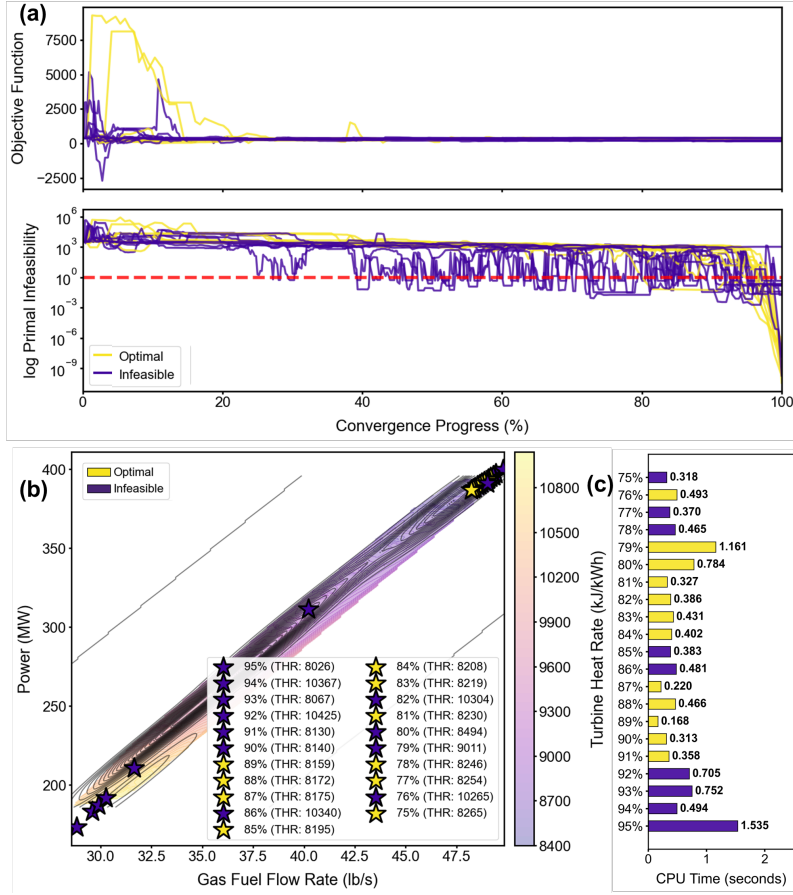 (a)
Objective Function
7500
5000
2500
0
−2500
0
20
40
60
80
100
log Primal Infeasibility
10^6
10^3
10^0
10^−3
10^−6
10^−9
Optimal
Infeasible
0
20
40
60
80
100
Convergence Progress (%)
(b)
Optimal
Infeasible
Power (MW)
400
350
300
250
200
95% (THR: 8026)
94% (THR: 10367)
93% (THR: 8067)
92% (THR: 10425)
91% (THR: 8130)
90% (THR: 8140)
89% (THR: 8159)
88% (THR: 8172)
87% (THR: 8175)
86% (THR: 10340)
85% (THR: 8195)
84% (THR: 8208)
83% (THR: 8219)
82% (THR: 10304)
81% (THR: 8230)
80% (THR: 8494)
79% (THR: 9011)
78% (THR: 8246)
77% (THR: 8254)
76% (THR: 10265)
75% (THR: 8265)
30.0
32.5
35.0
37.5
40.0
42.5
45.0
47.5
Gas Fuel Flow Rate (lb/s)
10800
10500
10200
9900
9600
9300
9000
8700
8400
Turbine Heat Rate (kJ/kWh)
(c)
75% 0.318
76% 0.493
77% 0.370
78% 0.465
79% 1.161
80% 0.784
81% 0.327
82% 0.386
83% 0.431
84% 0.402
85% 0.383
86% 0.481
87% 0.220
88% 0.466
89% 0.168
90% 0.313
91% 0.358
92% 0.705
93% 0.752
94% 0.494
95% 1.535
0
1
2
CPU Time (seconds)